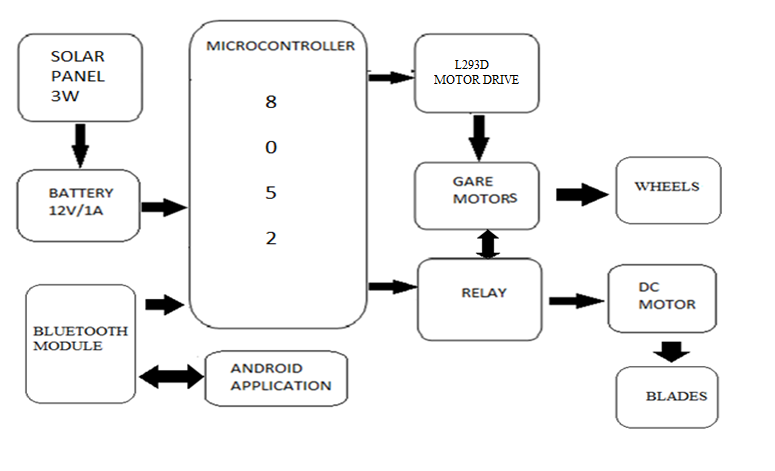 SOLAR
PANEL
3W
MICROCONTROLLER
8
0
5
2
L293D
MOTOR DRIVE
BATTERY
12V/1A
GARE
MOTORS
WHEELS
RELAY
DC
MOTOR
BLUETOOTH
MODULE
ANDROID
APPLICATION
BLADES